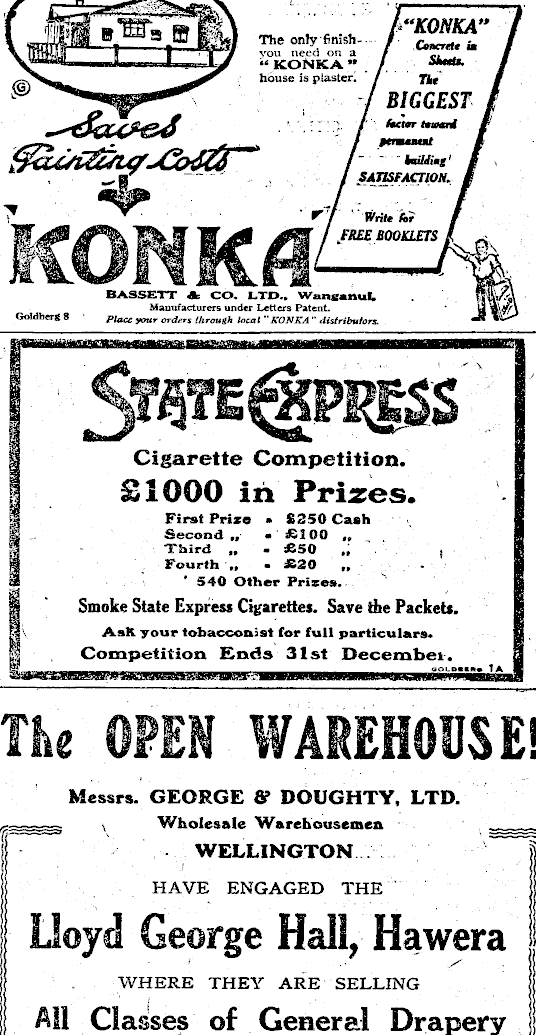 Ⓖ
The only finish
you need on a
"KONKA"
house is plaster.
"KONKA"
Concrete in
Sheets.
The
BIGGEST
factor toward
permanent
building
SATISFACTION.
Write for
FREE BOOKLETS
Saves
Painting Costs
'KONKA'
BASSETT & CO. LTD., Wanganui.
Manufacturers under Letters Patent.
Goldberg 8
Place your orders through local "KONKA" distributors.
STATE EXPRESS
Cigarette Competition.
£1000 in Prizes.
First Prize - £250 Cash
Second „ - £100 „
Third „ - £50 „
Fourth „ - £20 „
540 Other Prizes.
Smoke State Express Cigarettes. Save the Packets.
Ask your tobacconist for full particulars.
Competition Ends 31st December.
GOLDBERG 1A
The OPEN WAREHOUSE!
Messrs. GEORGE & DOUGHTY, LTD.
Wholesale Warehousemen
WELLINGTON
HAVE ENGAGED THE
Lloyd George Hall, Hawera
WHERE THEY ARE SELLING
All Classes of General Drapery